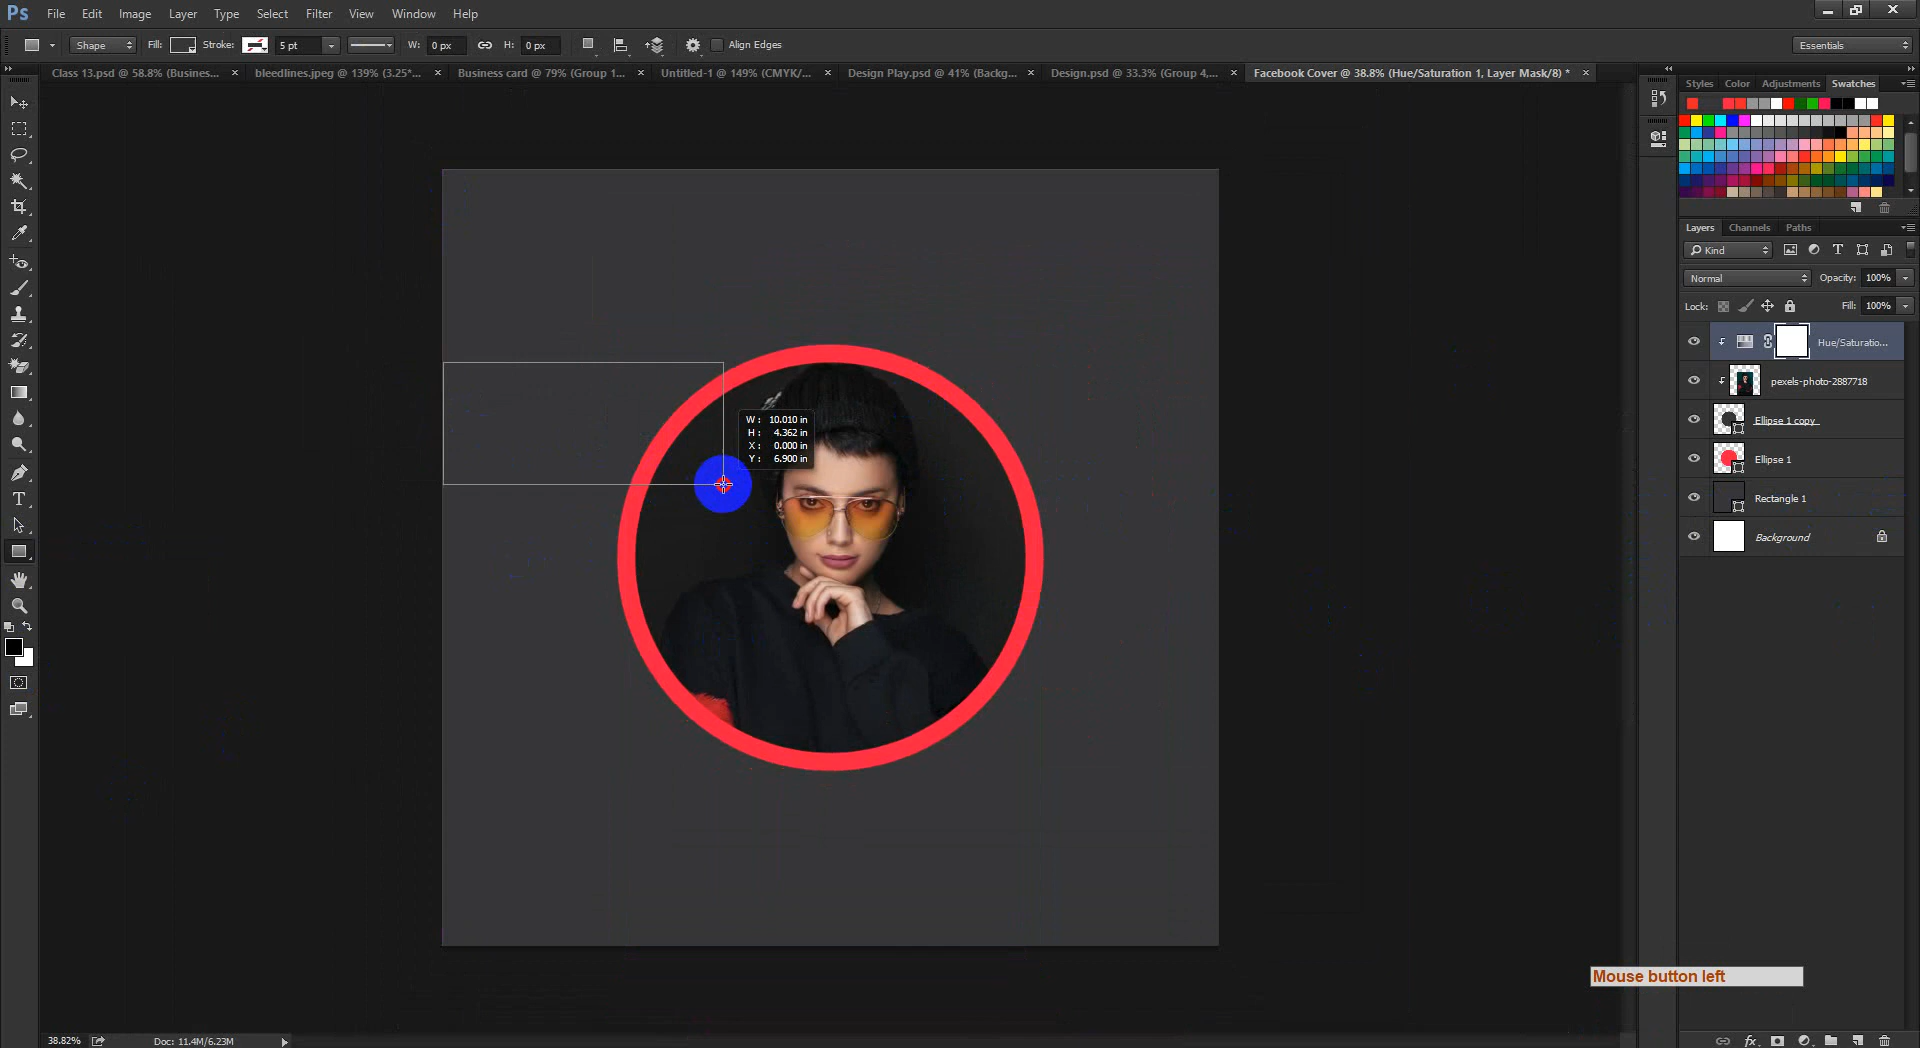 Ps File Edit Image Layer Type Select Filter View Window Help
Shape Fill: Stroke: 5 pt W: 0 px H: 0 px Align Edges Essentials
Class 13.psd @ 58.8% (Busines... × bleedlines.jpeg @ 139% (3.25*... × Business card @ 79% (Group 1... × Untitled-1 @ 149% (CMYK/... × Design Play.psd @ 41% (Backg... × Design.psd @ 33.3% (Group 4,... × Facebook Cover @ 38.8% (Hue/Saturation 1, Layer Mask/8) * ×
Styles Color Adjustments Swatches
Layers Channels Paths
Kind
Normal Opacity: 100%
Lock: Fill: 100%
Hue/Saturatio...
pexels-photo-2887718
Ellipse 1 copy
Ellipse 1
Rectangle 1
Background
W : 10.010 in
H : 4.362 in
X : 0.000 in
Y : 6.900 in
Mouse button left
38.82% Doc: 11.4M/6.23M